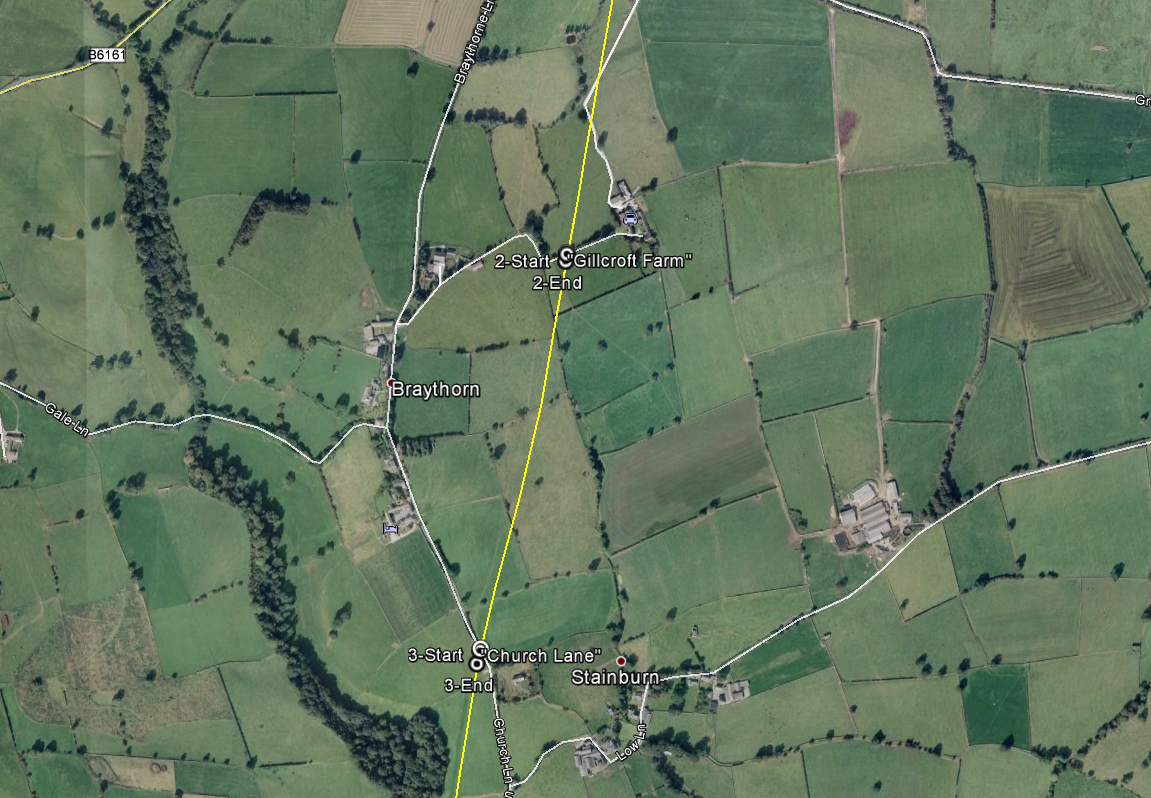 B6161
Braythorne Ln
Gr
2-Start "Gillcroft Farm"
2-End
Braythorn
Gale Ln
3-Start "Church Lane"
3-End
Stainburn
Church Ln
Low Ln